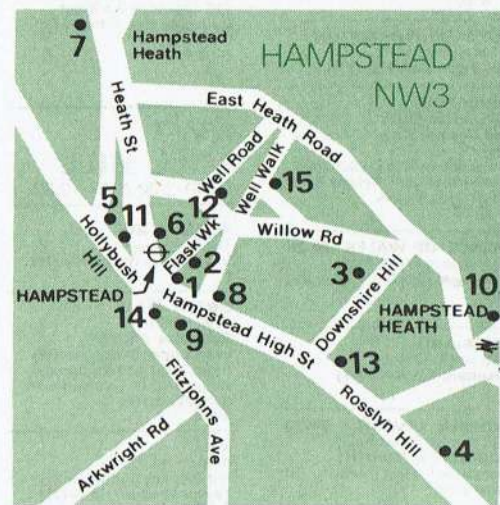 7
Hampstead
Heath
HAMPSTEAD
NW3
Heath St
East Heath Road
Well Road
Well Walk
15
12
5
11
6
Hollybush
Hill
Flask Wk
Willow Rd
2
1
3
Downshire Hill
10
HAMPSTEAD
8
HAMPSTEAD
HEATH
14
9
Hampstead High St
13
Fitzjohns
Ave
Rosslyn Hill
Arkwright Rd
4